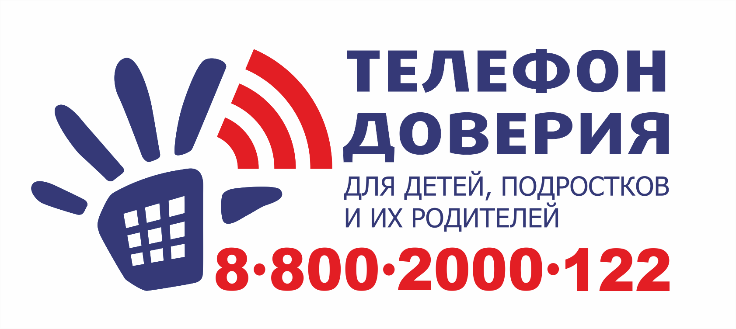 ТЕЛЕФОН
ДОВЕРИЯ
ДЛЯ ДЕТЕЙ, ПОДРОСТКОВ
И ИХ РОДИТЕЛЕЙ
8·800·2000·122